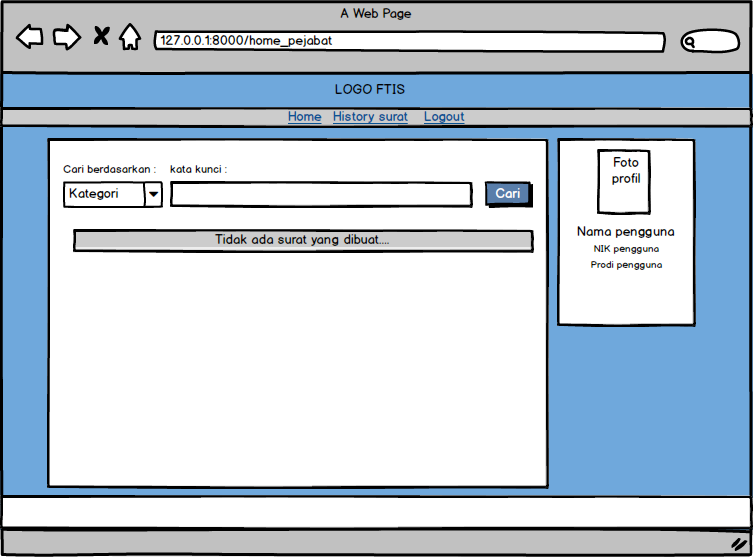 A Web Page
127.0.0.1:8000/home_pejabat
LOGO FTIS
Home History surat Logout
Cari berdasarkan : kata kunci :
Kategori Cari
Tidak ada surat yang dibuat....
Foto
profil
Nama pengguna
NIK pengguna
Prodi pengguna